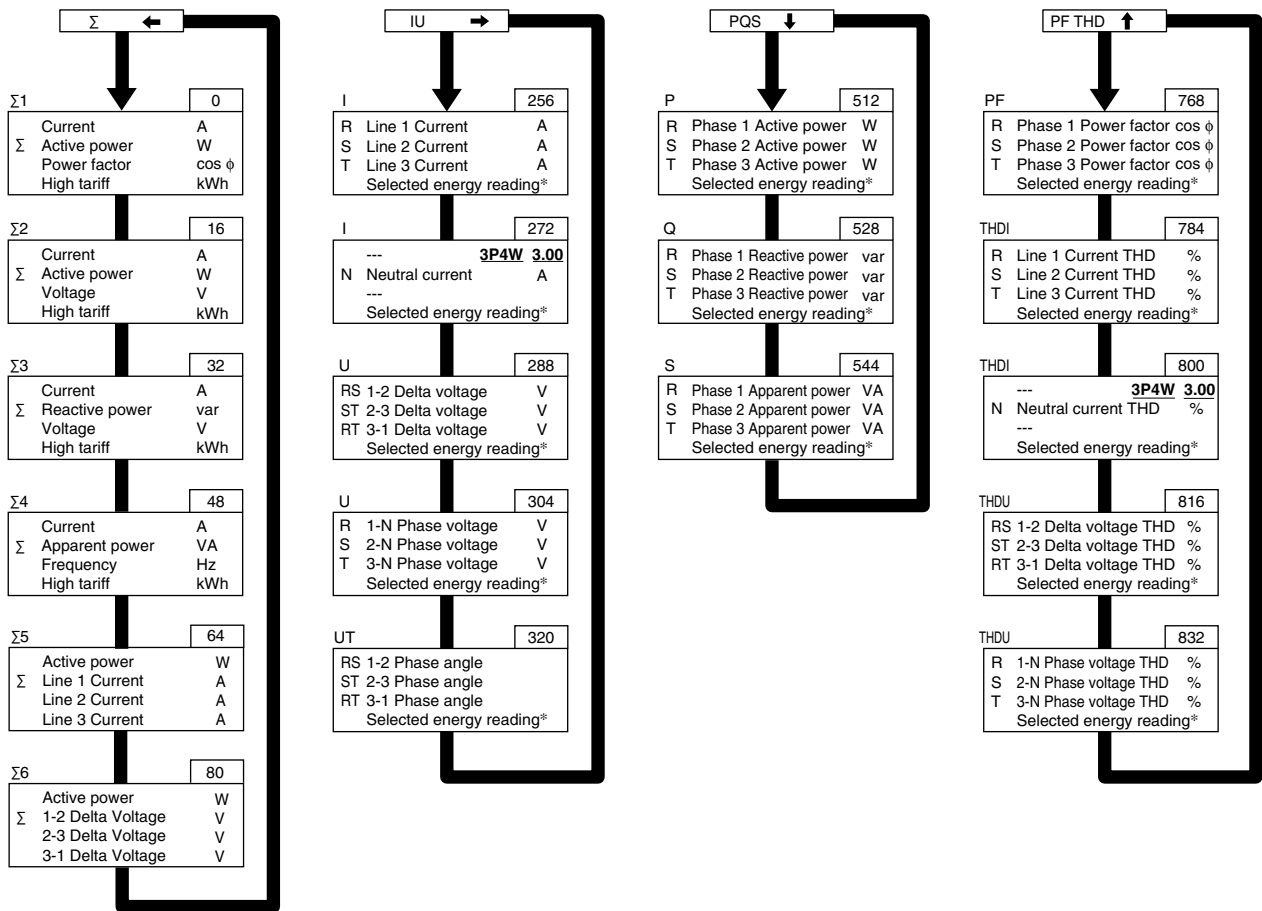 Σ ←
Σ1 0
Current A
Σ Active power W
Power factor cos ϕ
High tariff kWh
Σ2 16
Current A
Σ Active power W
Voltage V
High tariff kWh
Σ3 32
Current A
Σ Reactive power var
Voltage V
High tariff kWh
Σ4 48
Current A
Σ Apparent power VA
Frequency Hz
High tariff kWh
Σ5 64
Active power W
Σ Line 1 Current A
Line 2 Current A
Line 3 Current A
Σ6 80
Active power W
Σ 1-2 Delta Voltage V
2-3 Delta Voltage V
3-1 Delta Voltage V
IU →
I 256
R Line 1 Current A
S Line 2 Current A
T Line 3 Current A
Selected energy reading*
I 272
--- 3P4W 3.00
N Neutral current A
---
Selected energy reading*
U 288
RS 1-2 Delta voltage V
ST 2-3 Delta voltage V
RT 3-1 Delta voltage V
Selected energy reading*
U 304
R 1-N Phase voltage V
S 2-N Phase voltage V
T 3-N Phase voltage V
Selected energy reading*
UT 320
RS 1-2 Phase angle
ST 2-3 Phase angle
RT 3-1 Phase angle
Selected energy reading*
PQS ↓
P 512
R Phase 1 Active power W
S Phase 2 Active power W
T Phase 3 Active power W
Selected energy reading*
Q 528
R Phase 1 Reactive power var
S Phase 2 Reactive power var
T Phase 3 Reactive power var
Selected energy reading*
S 544
R Phase 1 Apparent power VA
S Phase 2 Apparent power VA
T Phase 3 Apparent power VA
Selected energy reading*
PF THD ↑
PF 768
R Phase 1 Power factor cos ϕ
S Phase 2 Power factor cos ϕ
T Phase 3 Power factor cos ϕ
Selected energy reading*
THDI 784
R Line 1 Current THD %
S Line 2 Current THD %
T Line 3 Current THD %
Selected energy reading*
THDI 800
--- 3P4W 3.00
N Neutral current THD %
---
Selected energy reading*
THDU 816
RS 1-2 Delta voltage THD %
ST 2-3 Delta voltage THD %
RT 3-1 Delta voltage THD %
Selected energy reading*
THDU 832
R 1-N Phase voltage THD %
S 2-N Phase voltage THD %
T 3-N Phase voltage THD %
Selected energy reading*